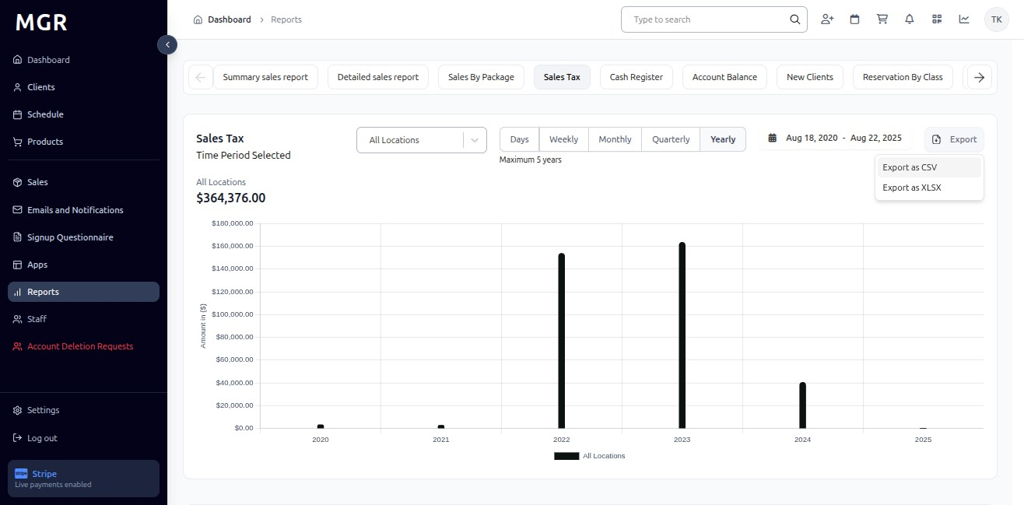 MGR
Dashboard
Clients
Schedule
Products
Sales
Emails and Notifications
Signup Questionnaire
Apps
Reports
Staff
Account Deletion Requests
Settings
Log out
stripe Stripe
Live payments enabled
Dashboard > Reports
Type to search
TK
Summary sales report
Detailed sales report
Sales By Package
Sales Tax
Cash Register
Account Balance
New Clients
Reservation By Class
Sales Tax
Time Period Selected
All Locations
Days
Weekly
Monthly
Quarterly
Yearly
Maximum 5 years
Aug 18, 2020 - Aug 22, 2025
Export
Export as CSV
Export as XLSX
All Locations
$364,376.00
Amount in ($)
$180,000.00
$160,000.00
$140,000.00
$120,000.00
$100,000.00
$80,000.00
$60,000.00
$40,000.00
$20,000.00
$0.00
2020 2021 2022 2023 2024 2025
All Locations